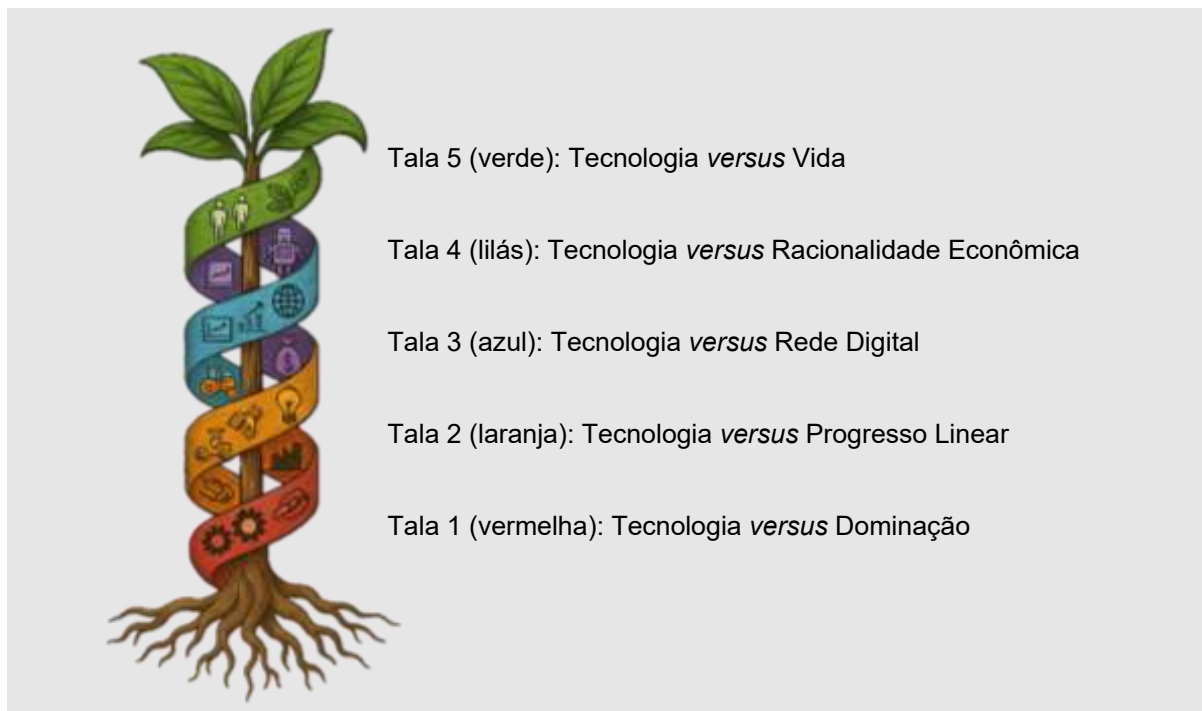 Tala 5 (verde): Tecnologia versus Vida
Tala 4 (lilás): Tecnologia versus Racionalidade Econômica
Tala 3 (azul): Tecnologia versus Rede Digital
Tala 2 (laranja): Tecnologia versus Progresso Linear
Tala 1 (vermelha): Tecnologia versus Dominação